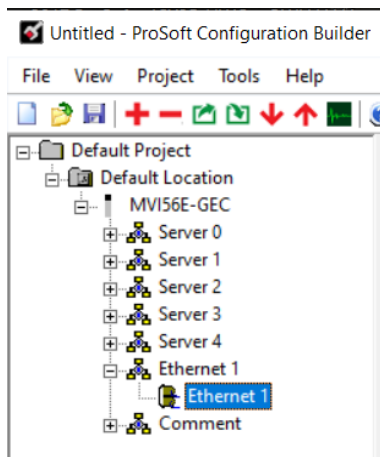 Untitled - ProSoft Configuration Builder
File View Project Tools Help
Default Project
Default Location
MVI56E-GEC
Server 0
Server 1
Server 2
Server 3
Server 4
Ethernet 1
Ethernet 1
Comment